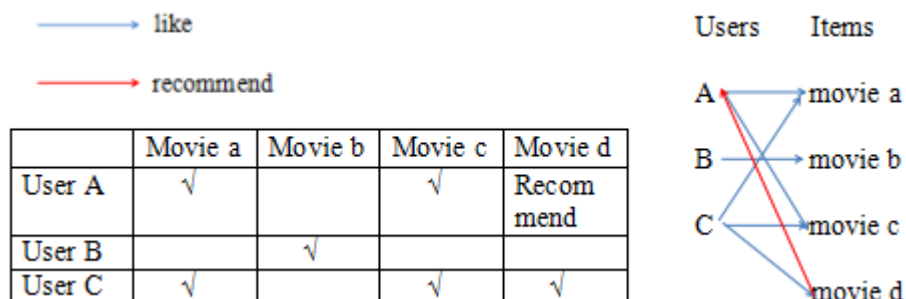 like
recommend
Movie a Movie b Movie c Movie d
User A √ √ Recom
mend
User B √
User C √ √ √
Users Items
A movie a
B movie b
C movie c
movie d